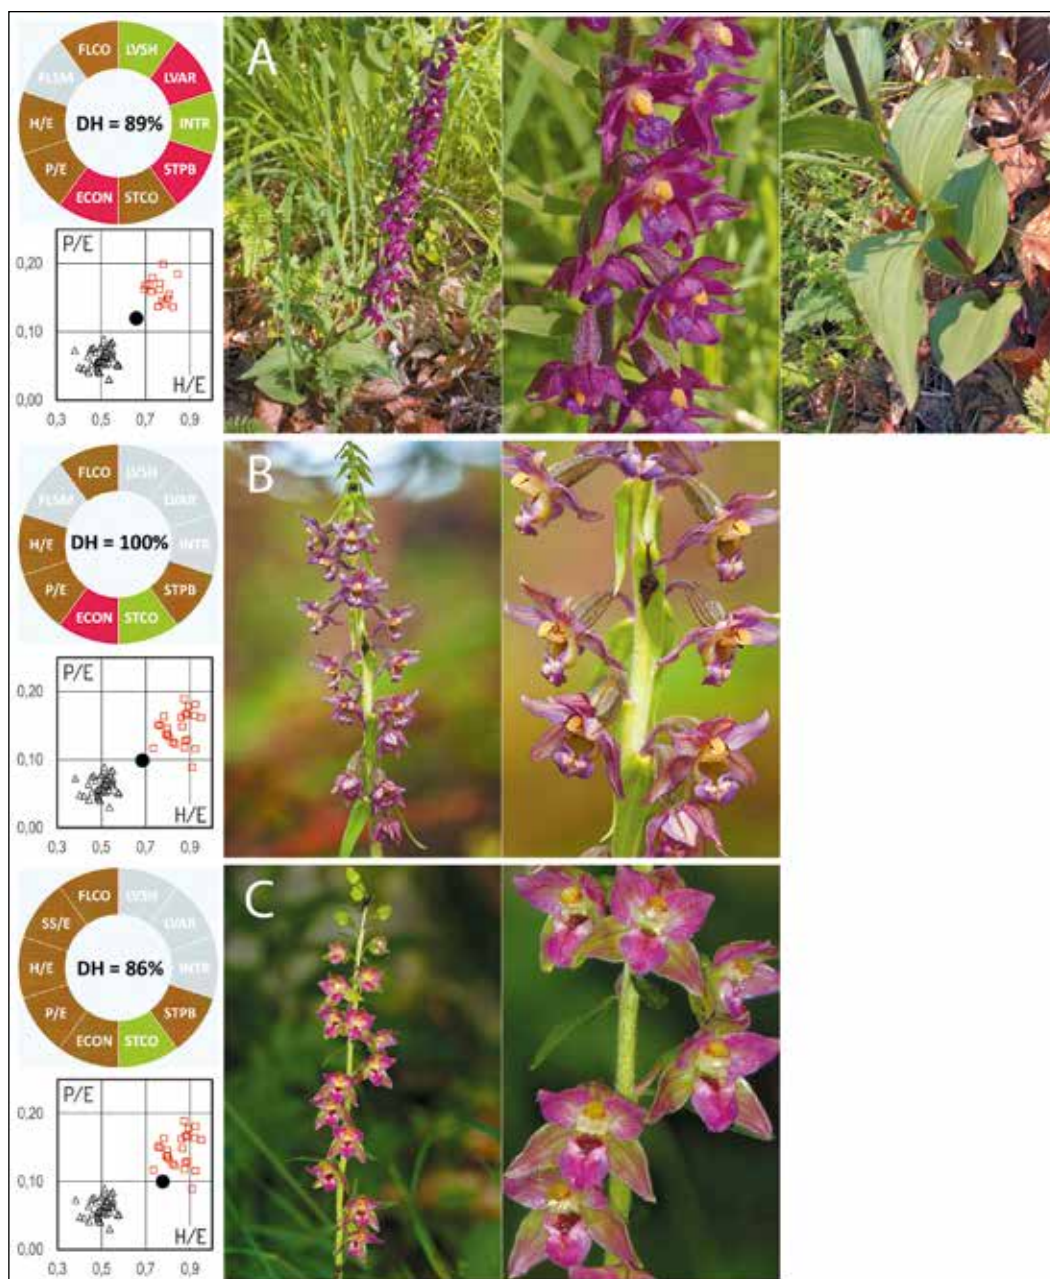 FLCO LVSH
FLSM LVAR
H/E DH = 89% INTR
P/E STPB
ECON STCO
A
P/E
0,20
0,10
0,00
H/E
0,3 0,5 0,7 0,9
FLCO LVSH
FLSM LVAR
H/E DH = 100% INTR
P/E STPB
ECON STCO
B
P/E
0,20
0,10
0,00
H/E
0,3 0,5 0,7 0,9
FLCO LVSH
SS/E LVAR
H/E DH = 86% INTR
P/E STPB
ECON STCO
C
P/E
0,20
0,10
0,00
H/E
0,3 0,5 0,7 0,9